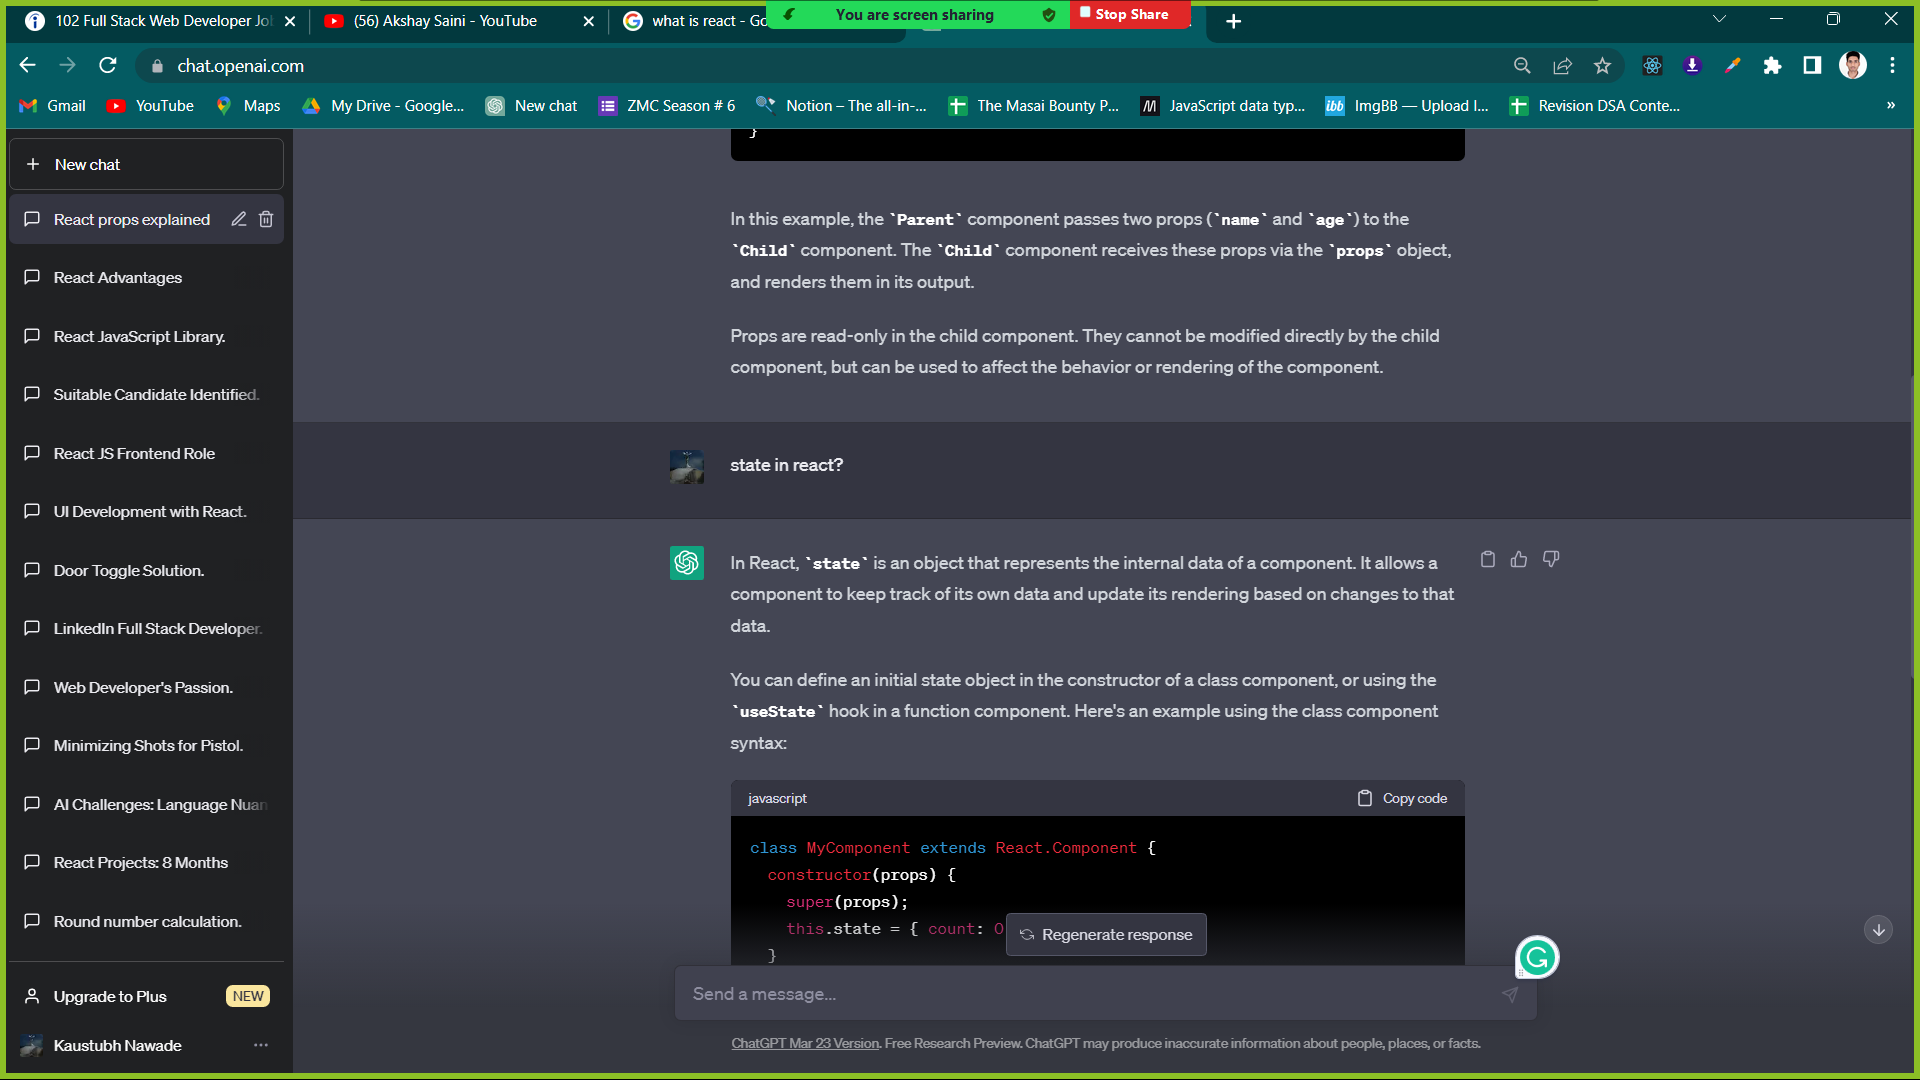 102 Full Stack Web Developer Jo
(56) Akshay Saini - YouTube
what is react - Go
You are screen sharing
Stop Share
chat.openai.com
Gmail
YouTube
Maps
My Drive - Google...
New chat
ZMC Season # 6
Notion – The all-in-...
The Masai Bounty P...
JavaScript data typ...
ibb
ImgBB — Upload I...
Revision DSA Conte...
»
New chat
React props explained
React Advantages
React JavaScript Library.
Suitable Candidate Identified.
React JS Frontend Role
UI Development with React.
Door Toggle Solution.
LinkedIn Full Stack Developer.
Web Developer's Passion.
Minimizing Shots for Pistol.
AI Challenges: Language Nuan
React Projects: 8 Months
Round number calculation.
Upgrade to Plus
NEW
Kaustubh Nawade
}
In this example, the `Parent` component passes two props (`name` and `age`) to the
`Child` component. The `Child` component receives these props via the `props` object,
and renders them in its output.
Props are read-only in the child component. They cannot be modified directly by the child
component, but can be used to affect the behavior or rendering of the component.
state in react?
In React, `state` is an object that represents the internal data of a component. It allows a
component to keep track of its own data and update its rendering based on changes to that
data.
You can define an initial state object in the constructor of a class component, or using the
`useState` hook in a function component. Here's an example using the class component
syntax:
javascript
Copy code
class MyComponent extends React.Component {
constructor(props) {
super(props);
this.state = { count: 0
}
Regenerate response
Send a message...
ChatGPT Mar 23 Version. Free Research Preview. ChatGPT may produce inaccurate information about people, places, or facts.